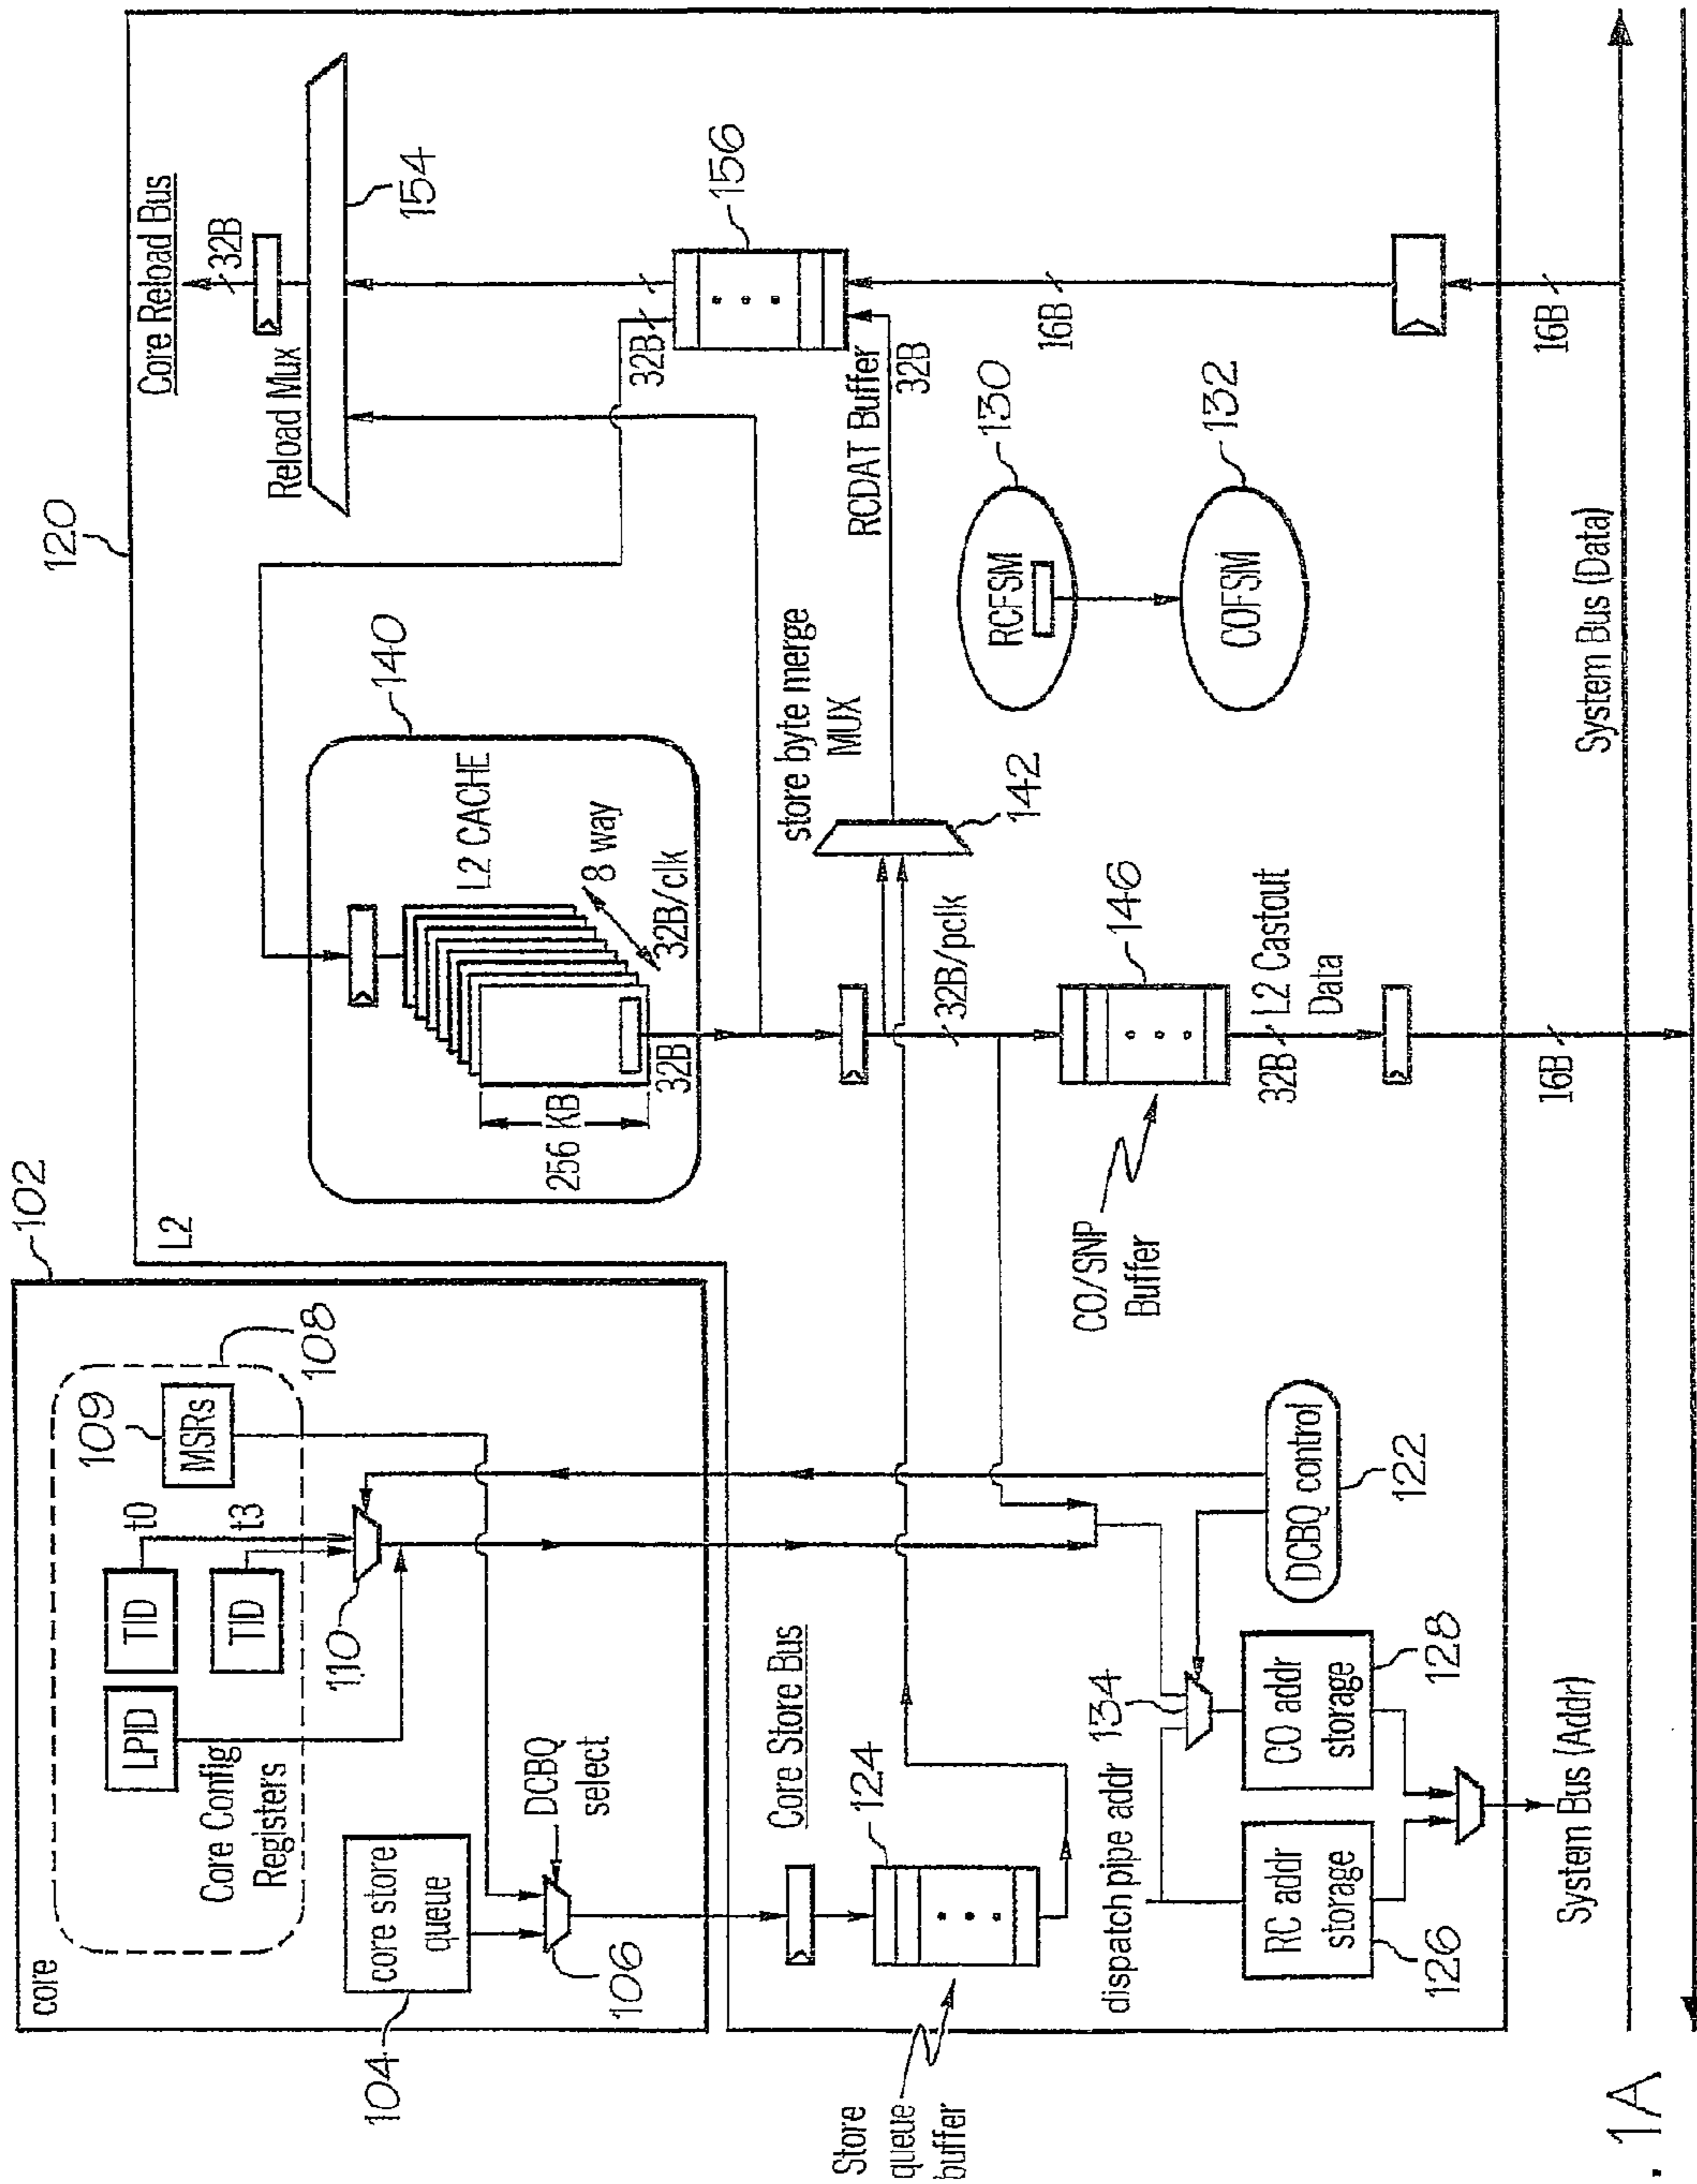 120
Core Reload Bus
32B
Reload Mux
154
102
core
109
108
LPID
TID
t0
TID
t3
MSRs
Core Config
Registers
110
core store
queue
104
106
DCBQ
select
L2
140
L2 CACHE
8 way
32B/clk
256 KB
32B
32B
156
RCDAT Buffer
32B
store byte merge
MUX
142
Core Store Bus
124
Store
queue
buffer
32B/pclk
146
CO/SNP
Buffer
32B
L2 Castout
Data
RCFSM
130
COFSM
132
16B
dispatch pipe addr
134
DCBQ control
122
RC addr
storage
126
CO addr
storage
128
16B
16B
System Bus (Addr)
System Bus (Data)
. 1A